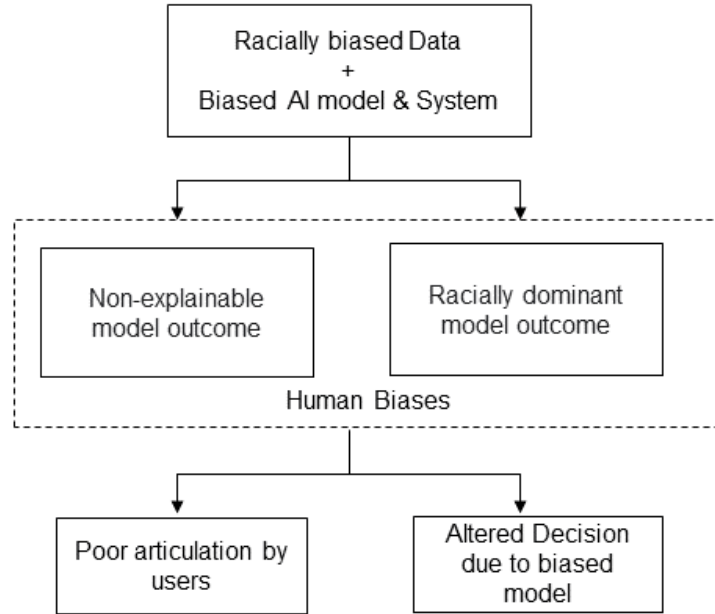 Racially biased Data
+
Biased AI model & System
Non-explainable
model outcome
Racially dominant
model outcome
Human Biases
Poor articulation by
users
Altered Decision
due to biased
model